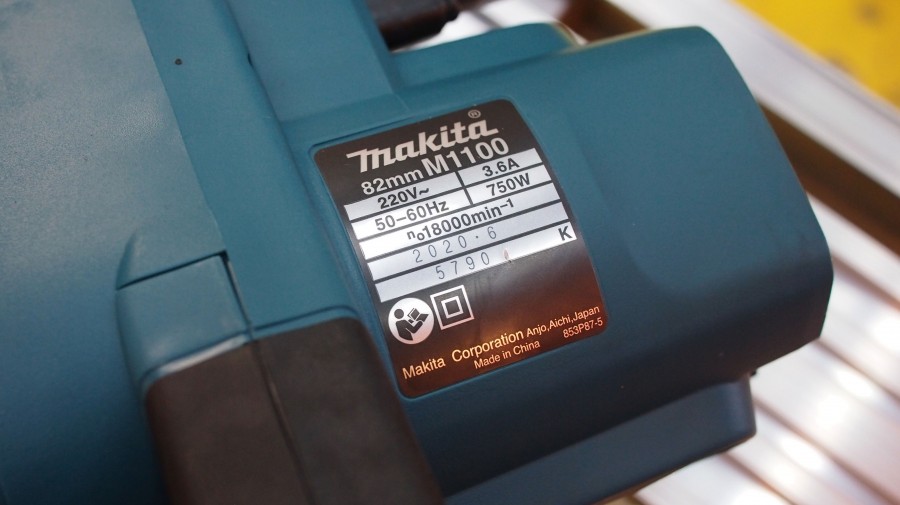 makita®
82mm M1100
220V~ 3.6A
50-60Hz 750W
n₀18000min⁻¹
2020.6
5790 K
Makita Corporation Anjo,Aichi,Japan
Made in China 853P87-5